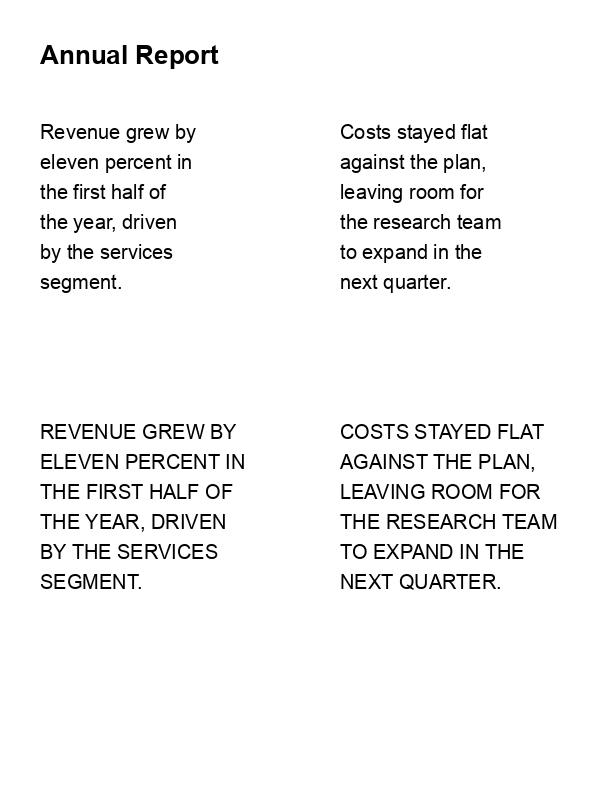 Annual Report
Revenue grew by
eleven percent in
the first half of
the year, driven
by the services
segment.
Costs stayed flat
against the plan,
leaving room for
the research team
to expand in the
next quarter.
REVENUE GREW BY
ELEVEN PERCENT IN
THE FIRST HALF OF
THE YEAR, DRIVEN
BY THE SERVICES
SEGMENT.
COSTS STAYED FLAT
AGAINST THE PLAN,
LEAVING ROOM FOR
THE RESEARCH TEAM
TO EXPAND IN THE
NEXT QUARTER.